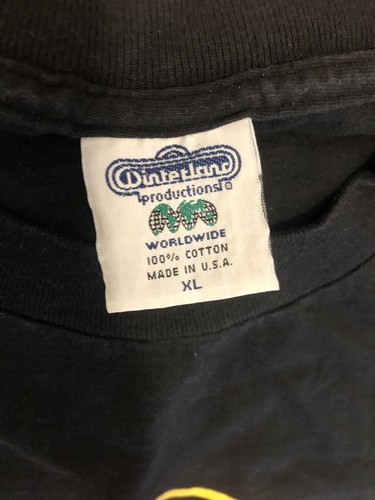 Winterland
productions
WORLDWIDE
100% COTTON
MADE IN U.S.A.
XL